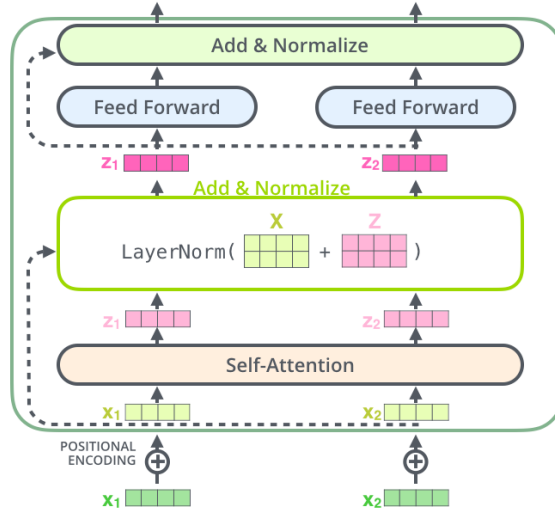 Add & Normalize
Feed Forward Feed Forward
z1 z2
Add & Normalize
X Z
LayerNorm( + )
z1 z2
Self-Attention
x1 x2
POSITIONAL
ENCODING
x1 x2